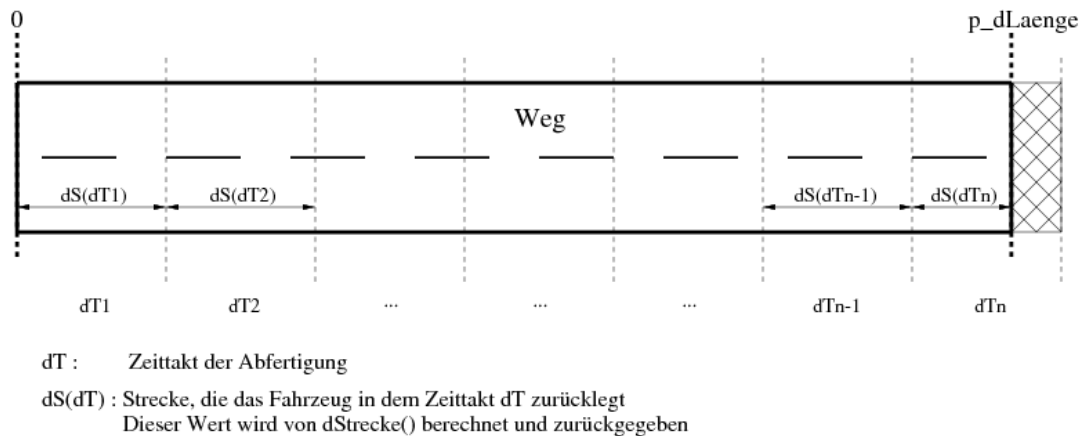 0 p_dLaenge
Weg
dS(dT1) dS(dT2) dS(dTn-1) dS(dTn)
dT1 dT2 ... ... ... dTn-1 dTn
dT : Zeittakt der Abfertigung
dS(dT) : Strecke, die das Fahrzeug in dem Zeittakt dT zurücklegt
Dieser Wert wird von dStrecke() berechnet und zurückgegeben